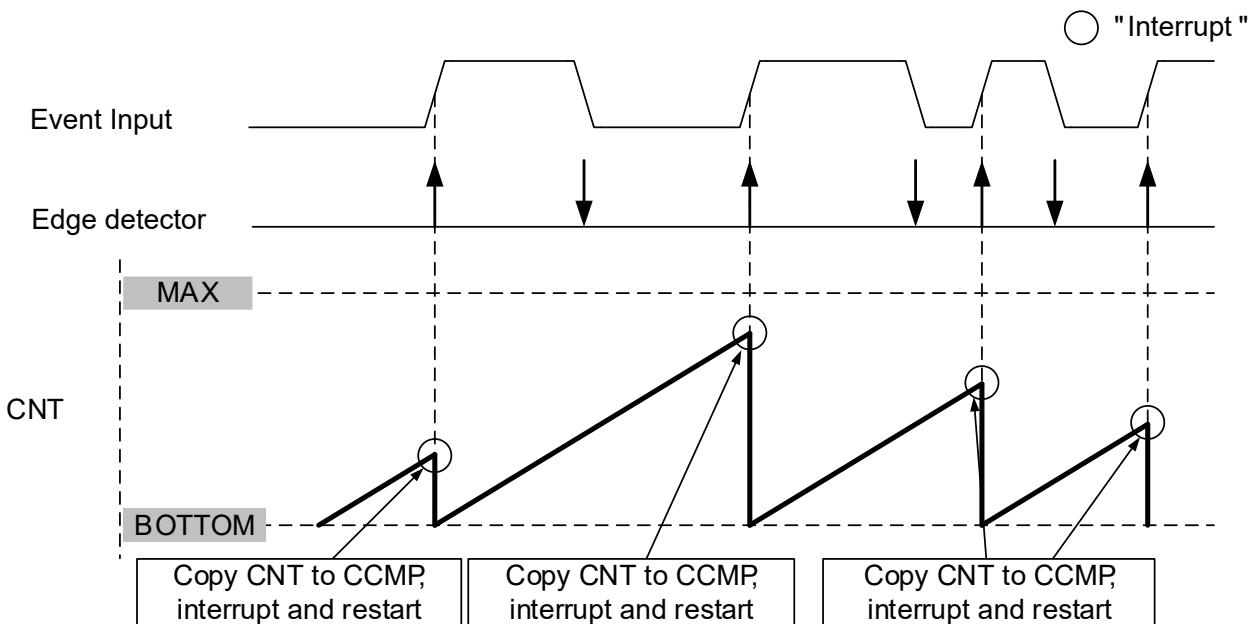 "Interrupt"
Event Input
Edge detector
MAX
CNT
BOTTOM
Copy CNT to CCMP,
interrupt and restart
Copy CNT to CCMP,
interrupt and restart
Copy CNT to CCMP,
interrupt and restart